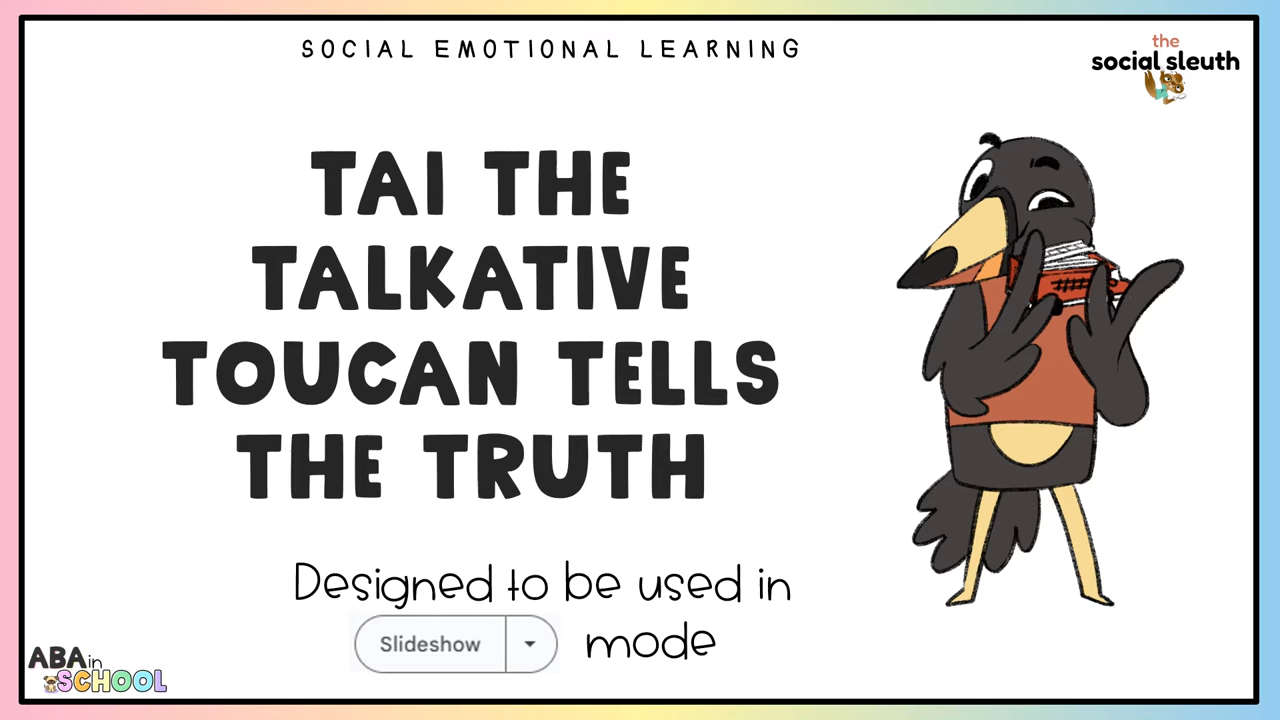 SOCIAL EMOTIONAL LEARNING
the
social sleuth
TAI THE
TALKATIVE
TOUCAN TELLS
THE TRUTH
Designed to be used in
Slideshow mode
ABA in
SCHOOL